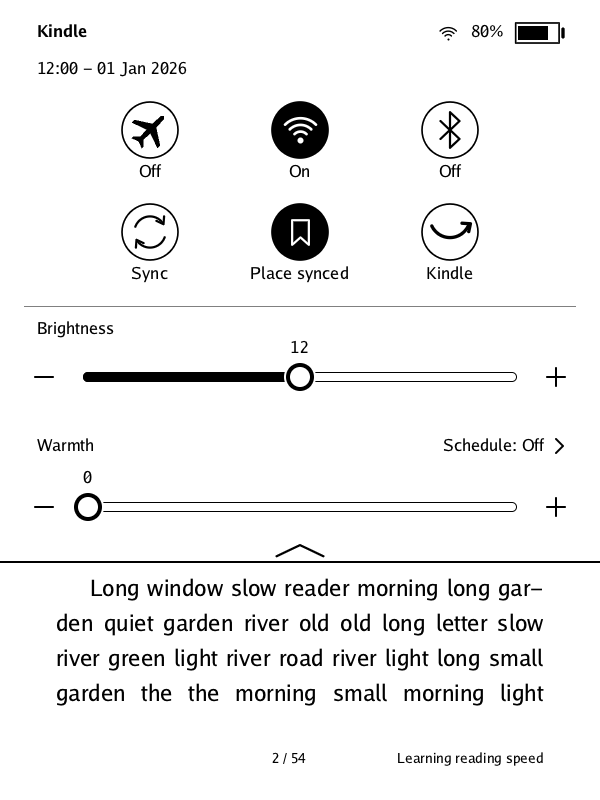 Kindle
80%
12:00 – 01 Jan 2026
Off
On
Off
Sync
Place synced
Kindle
Brightness
12
Warmth
Schedule: Off
0
Long window slow reader morning long gar–
den quiet garden river old old long letter slow
river green light river road river light long small
garden the the morning small morning light
2 / 54
Learning reading speed